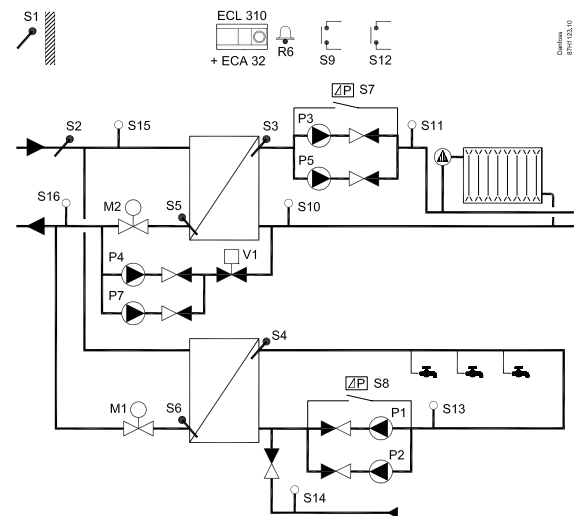 S1
ECL 310
+ ECA 32
R6
S9
S12
Danfoss
87H1123.10
S2
S15
S3
P S7
P3
P5
S11
S16
M2
S5
S10
P4
V1
P7
S4
P S8
M1
S6
P1
S13
P2
S14